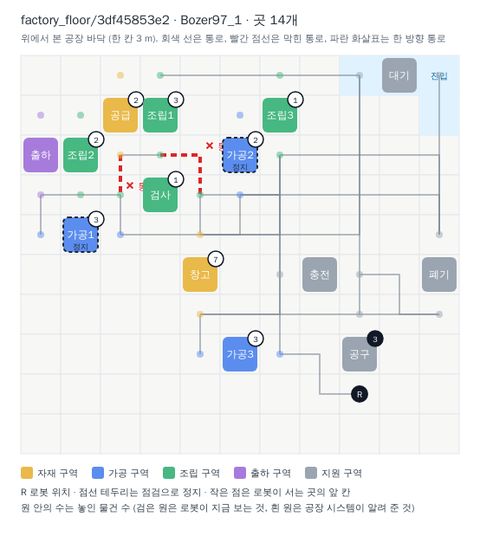 factory_floor/3df45853e2 · Bozer97_1 · 곳 14개
위에서 본 공장 바닥 (한 칸 3 m). 회색 선은 통로, 빨간 점선은 막힌 통로, 파란 화살표는 한 방향 통로
대기
공급 2
조립1 3
조립3 1
출하
조립2 2
가공2 2
정지
검사 1
가공1 3
정지
창고 7
충전
폐기
가공3 3
공구 3
R
자재 구역
가공 구역
조립 구역
출하 구역
지원 구역
R 로봇 위치 · 점선 테두리는 점검으로 정지 · 작은 점은 로봇이 서는 곳의 앞 칸
원 안의 수는 놓인 물건 수 (검은 원은 로봇이 지금 보는 것, 흰 원은 공장 시스템이 알려 준 것)